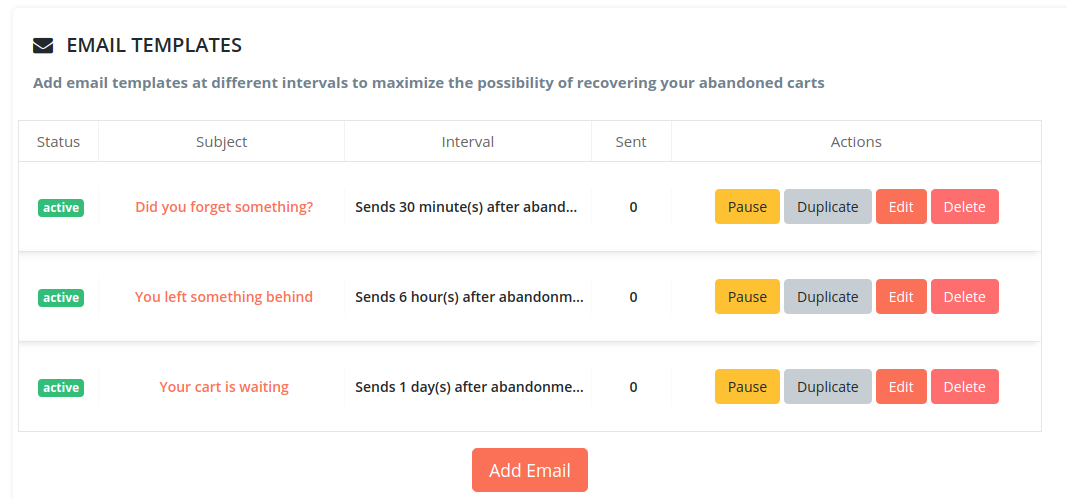 EMAIL TEMPLATES
Add email templates at different intervals to maximize the possibility of recovering your abandoned carts
Status Subject Interval Sent Actions
active Did you forget something? Sends 30 minute(s) after aband... 0 Pause Duplicate Edit Delete
active You left something behind Sends 6 hour(s) after abandonm... 0 Pause Duplicate Edit Delete
active Your cart is waiting Sends 1 day(s) after abandonme... 0 Pause Duplicate Edit Delete
Add Email